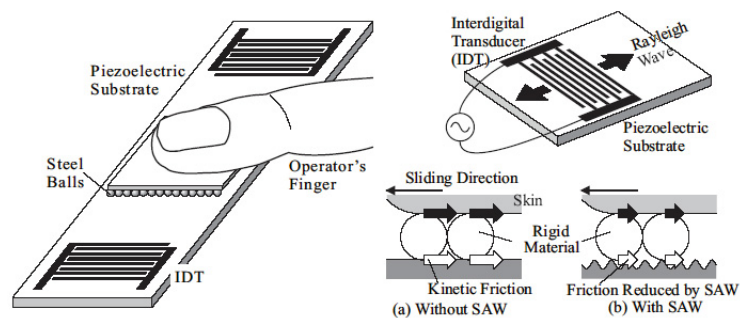 Piezoelectric
Substrate
Steel
Balls
Operator's
Finger
IDT
Interdigital
Transducer
(IDT)
Rayleigh
Wave
Piezoelectric
Substrate
Sliding Direction
Skin
Rigid
Material
Kinetic Friction
Friction Reduced by SAW
(a) Without SAW
(b) With SAW